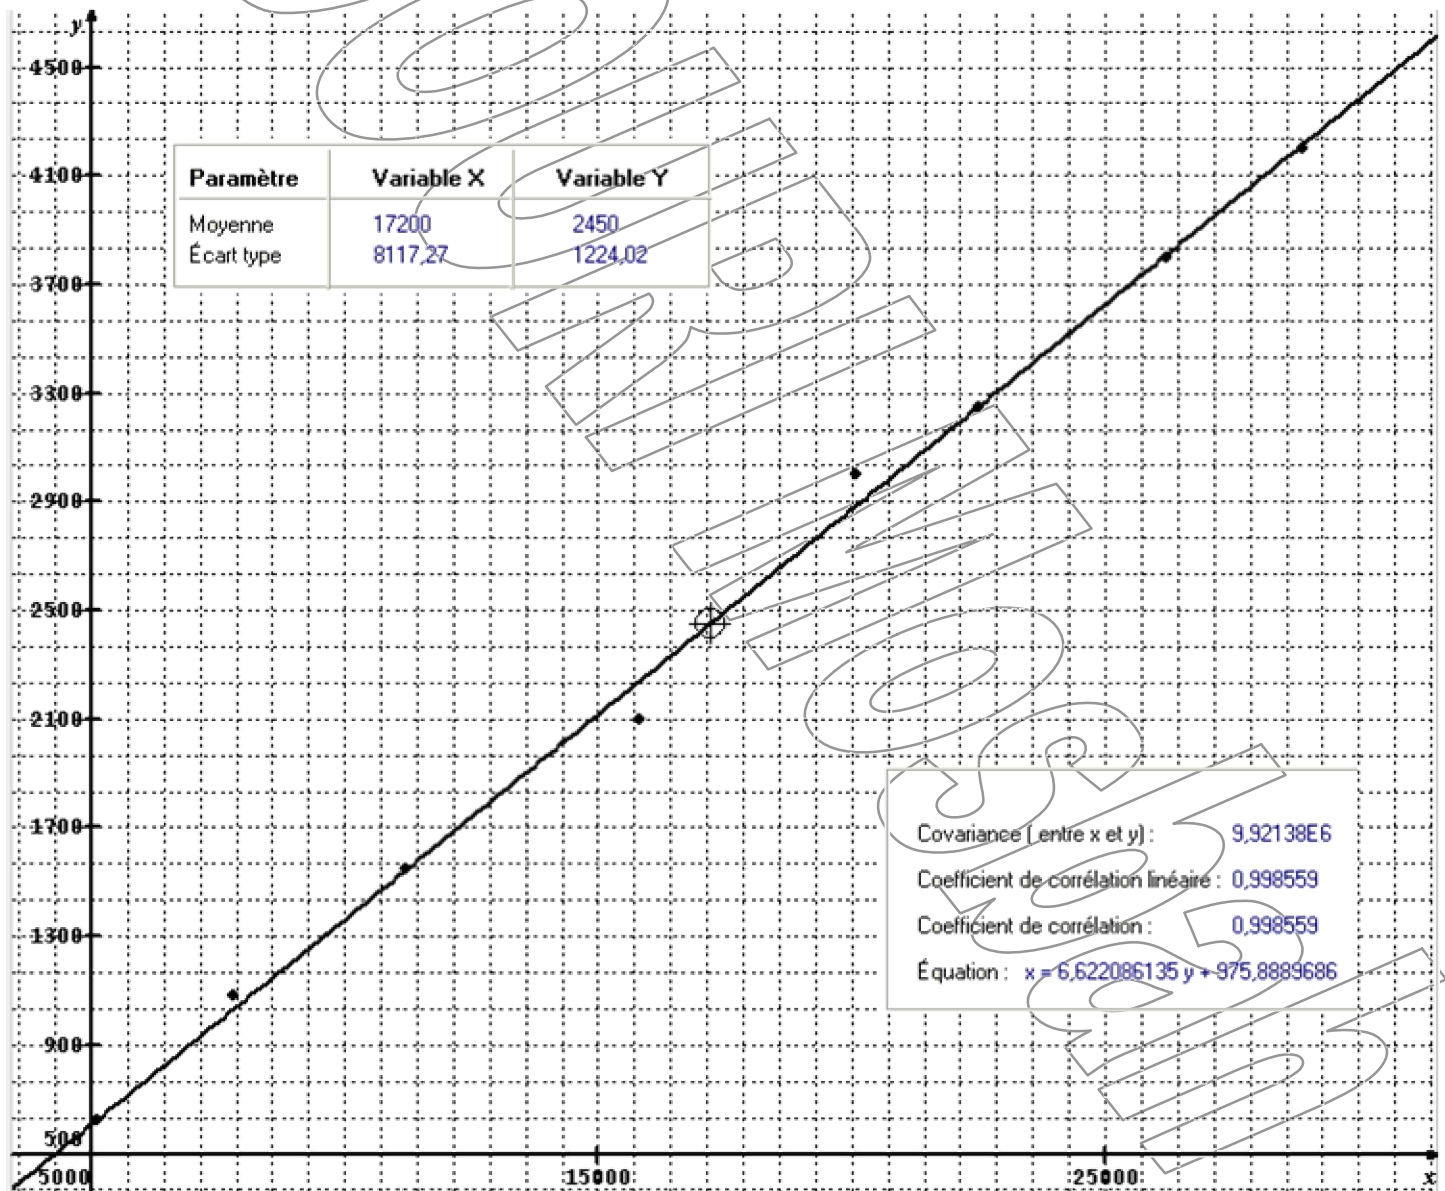 y
4500
4100
3700
3300
2900
2500
2100
1700
1300
900
500
Paramètre Variable X Variable Y
Moyenne 17200 2450
Écart type 8117,27 1224,02
Covariance ( entre x et y) : 9,92138E6
Coefficient de corrélation linéaire : 0,998559
Coefficient de corrélation : 0,998559
Équation : x = 6,622086135 y + 975,8889686
5000 15000 25000 x